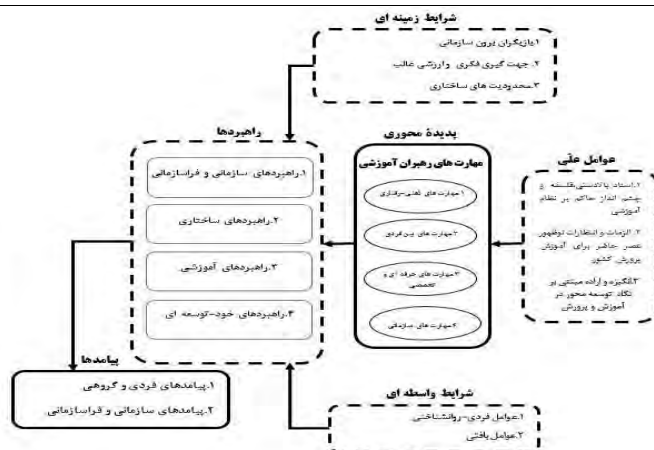 شرایط زمینه ای
۱.بازیگران برون سازمانی
۲. جهت گیری فکری و ارزشی غالب
۳.محدودیت های ساختاری
عوامل علّی
۱.اسناد بالادستی،فلسفه و
چشم انداز حاکم بر نظام
آموزشی
۲. الزمات و انتظارات نوظهور
عصر حاضر برای آموزش
پرورش کشور
۳.انگیزه و اراده مبتنی بر
نگاه توسعه محور در
آموزش و پرورش
پدیدهٔ محوری
مهارت های رهبران آموزشی
۱.مهارت های ذهنی-رفتاری
۲.مهارت های بین فردی
۳.مهارت های حرفه ای و
تخصصی
۴.مهارت های سازمانی
راهبردها
۱.راهبردهای سازمانی و فراسازمانی
۲.راهبردهای ساختاری
۳.راهبردهای آموزشی
۴.راهبردهای خود-توسعه ای
شرایط واسطه ای
۱.عوامل فردی-روانشناختی
۲.عوامل بافتی
پیامدها
۱.پیامدهای فردی و گروهی
۲.پیامدهای سازمانی و فراسازمانی